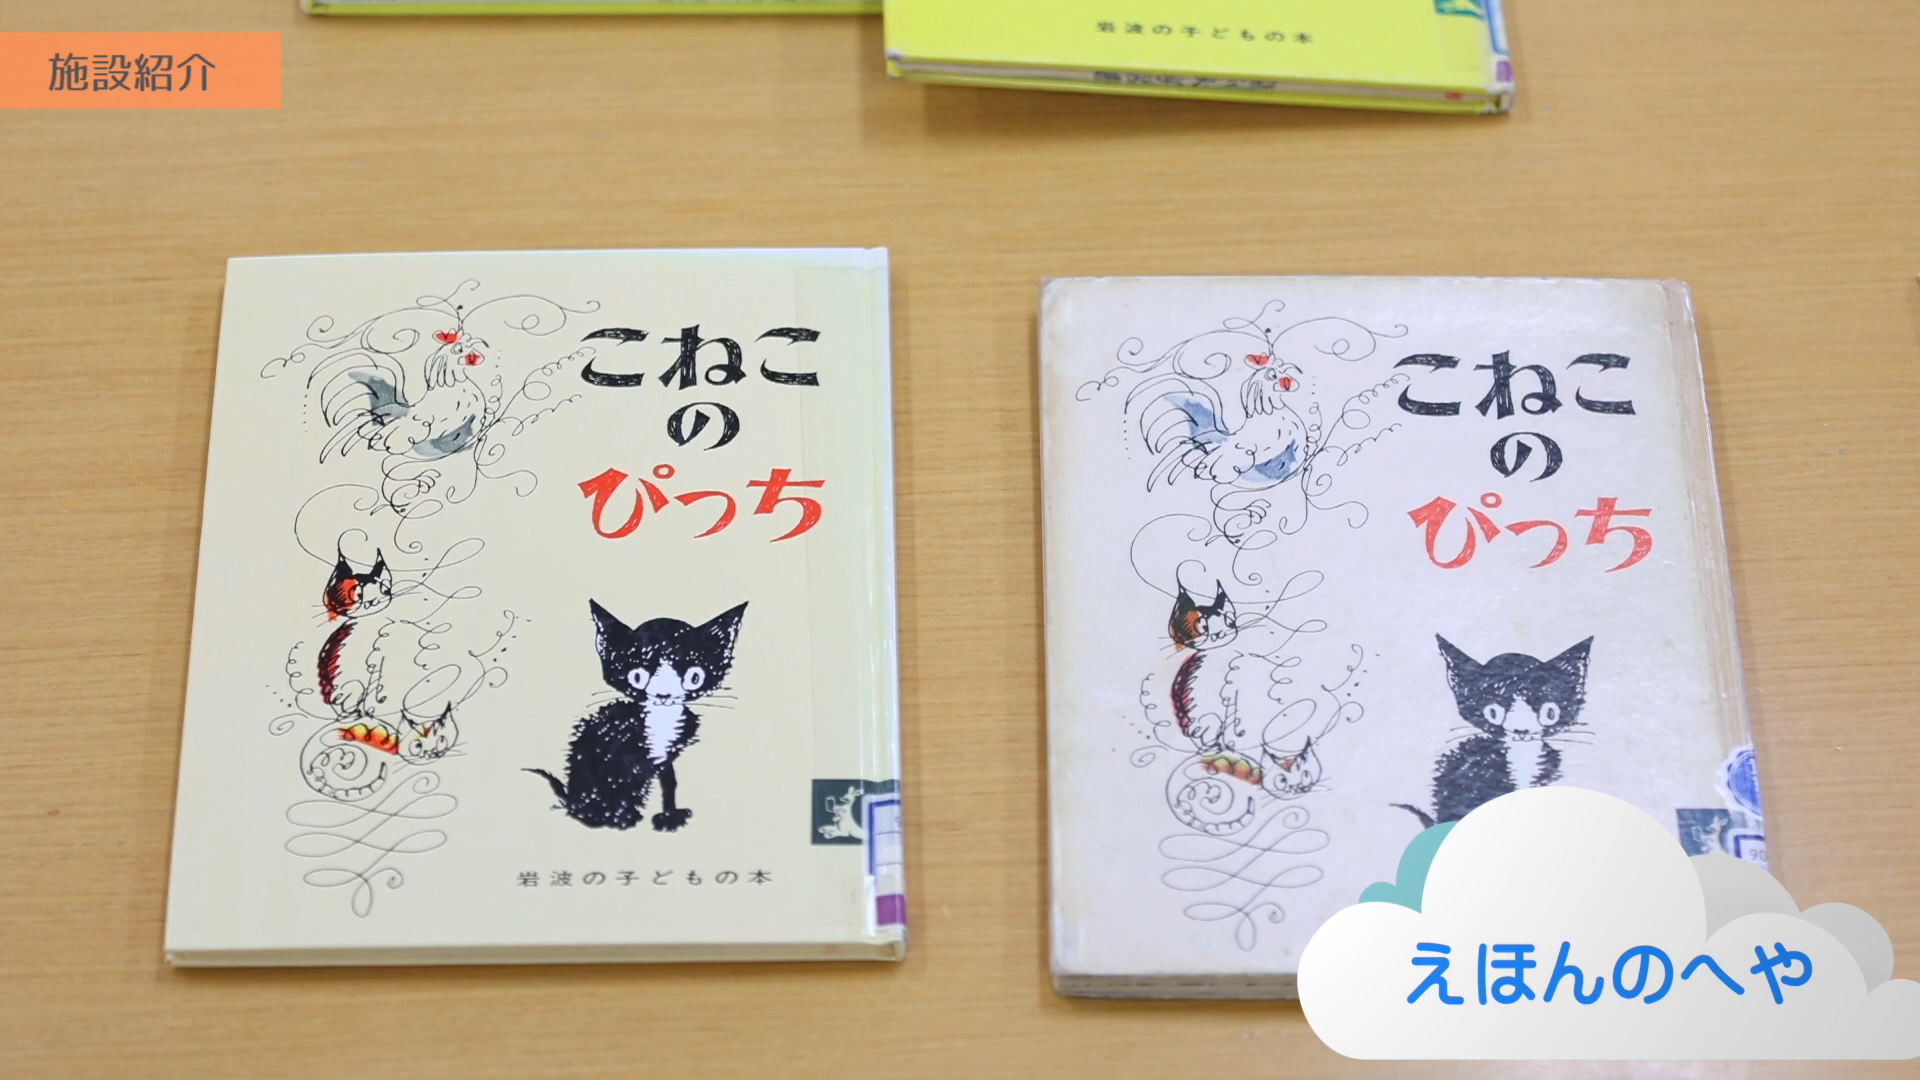 施設紹介
岩波の子どもの本
こねこ
の
ぴっち
岩波の子どもの本
こねこ
の
ぴっち
90
えほんのへや